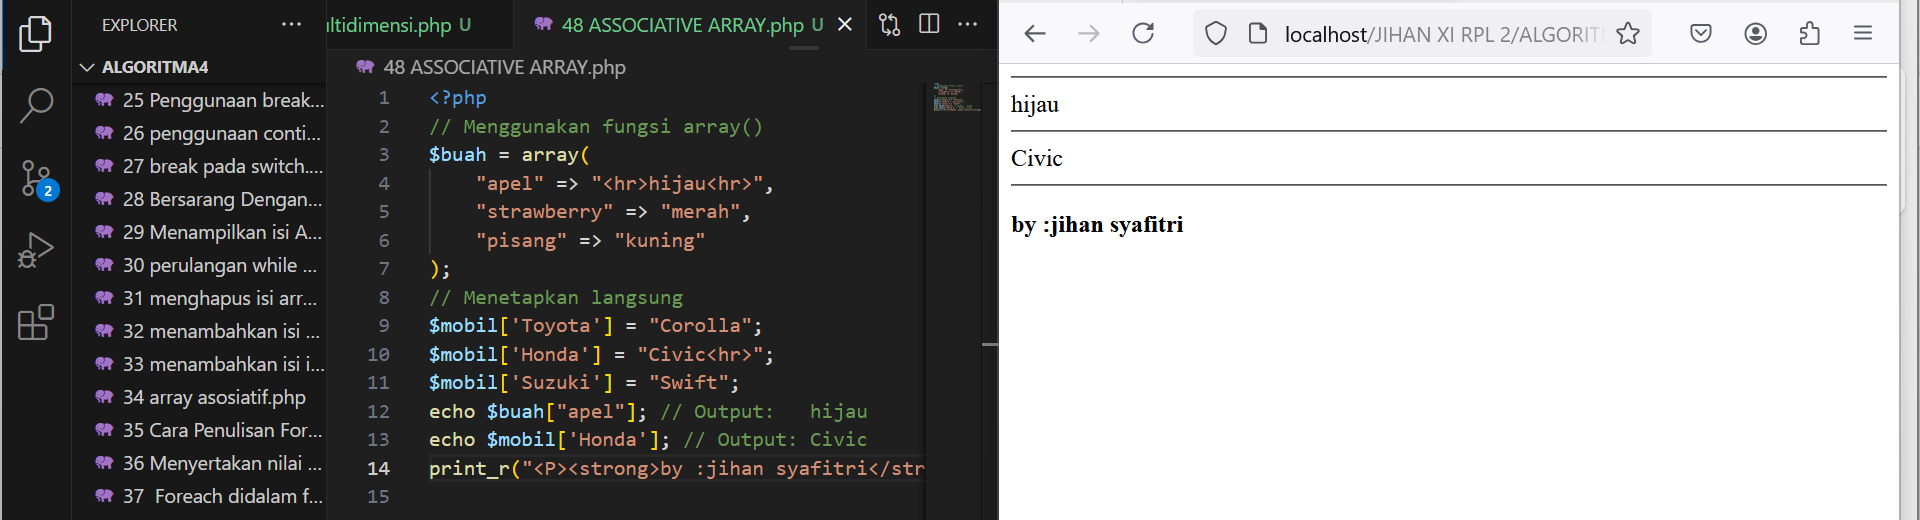 EXPLORER
ALGORITMA4
25 Penggunaan break...
26 penggunaan conti...
27 break pada switch....
28 Bersarang Dengan...
29 Menampilkan isi A...
30 perulangan while ...
31 menghapus isi arr...
32 menambahkan isi ...
33 menambahkan isi i...
34 array asosiatif.php
35 Cara Penulisan For...
36 Menyertakan nilai ...
37  Foreach didalam f...
2
ultidimensi.php U
48 ASSOCIATIVE ARRAY.php U
48 ASSOCIATIVE ARRAY.php
1 <?php
2 // Menggunakan fungsi array()
3 $buah = array(
4     "apel" => "<hr>hijau<hr>",
5     "strawberry" => "merah",
6     "pisang" => "kuning"
7 );
8 // Menetapkan langsung
9 $mobil['Toyota'] = "Corolla";
10 $mobil['Honda'] = "Civic<hr>";
11 $mobil['Suzuki'] = "Swift";
12 echo $buah["apel"]; // Output:   hijau
13 echo $mobil['Honda']; // Output: Civic
14 print_r("<P><strong>by :jihan syafitri</str
15
localhost/JIHAN XI RPL 2/ALGORIT
hijau
Civic
by :jihan syafitri